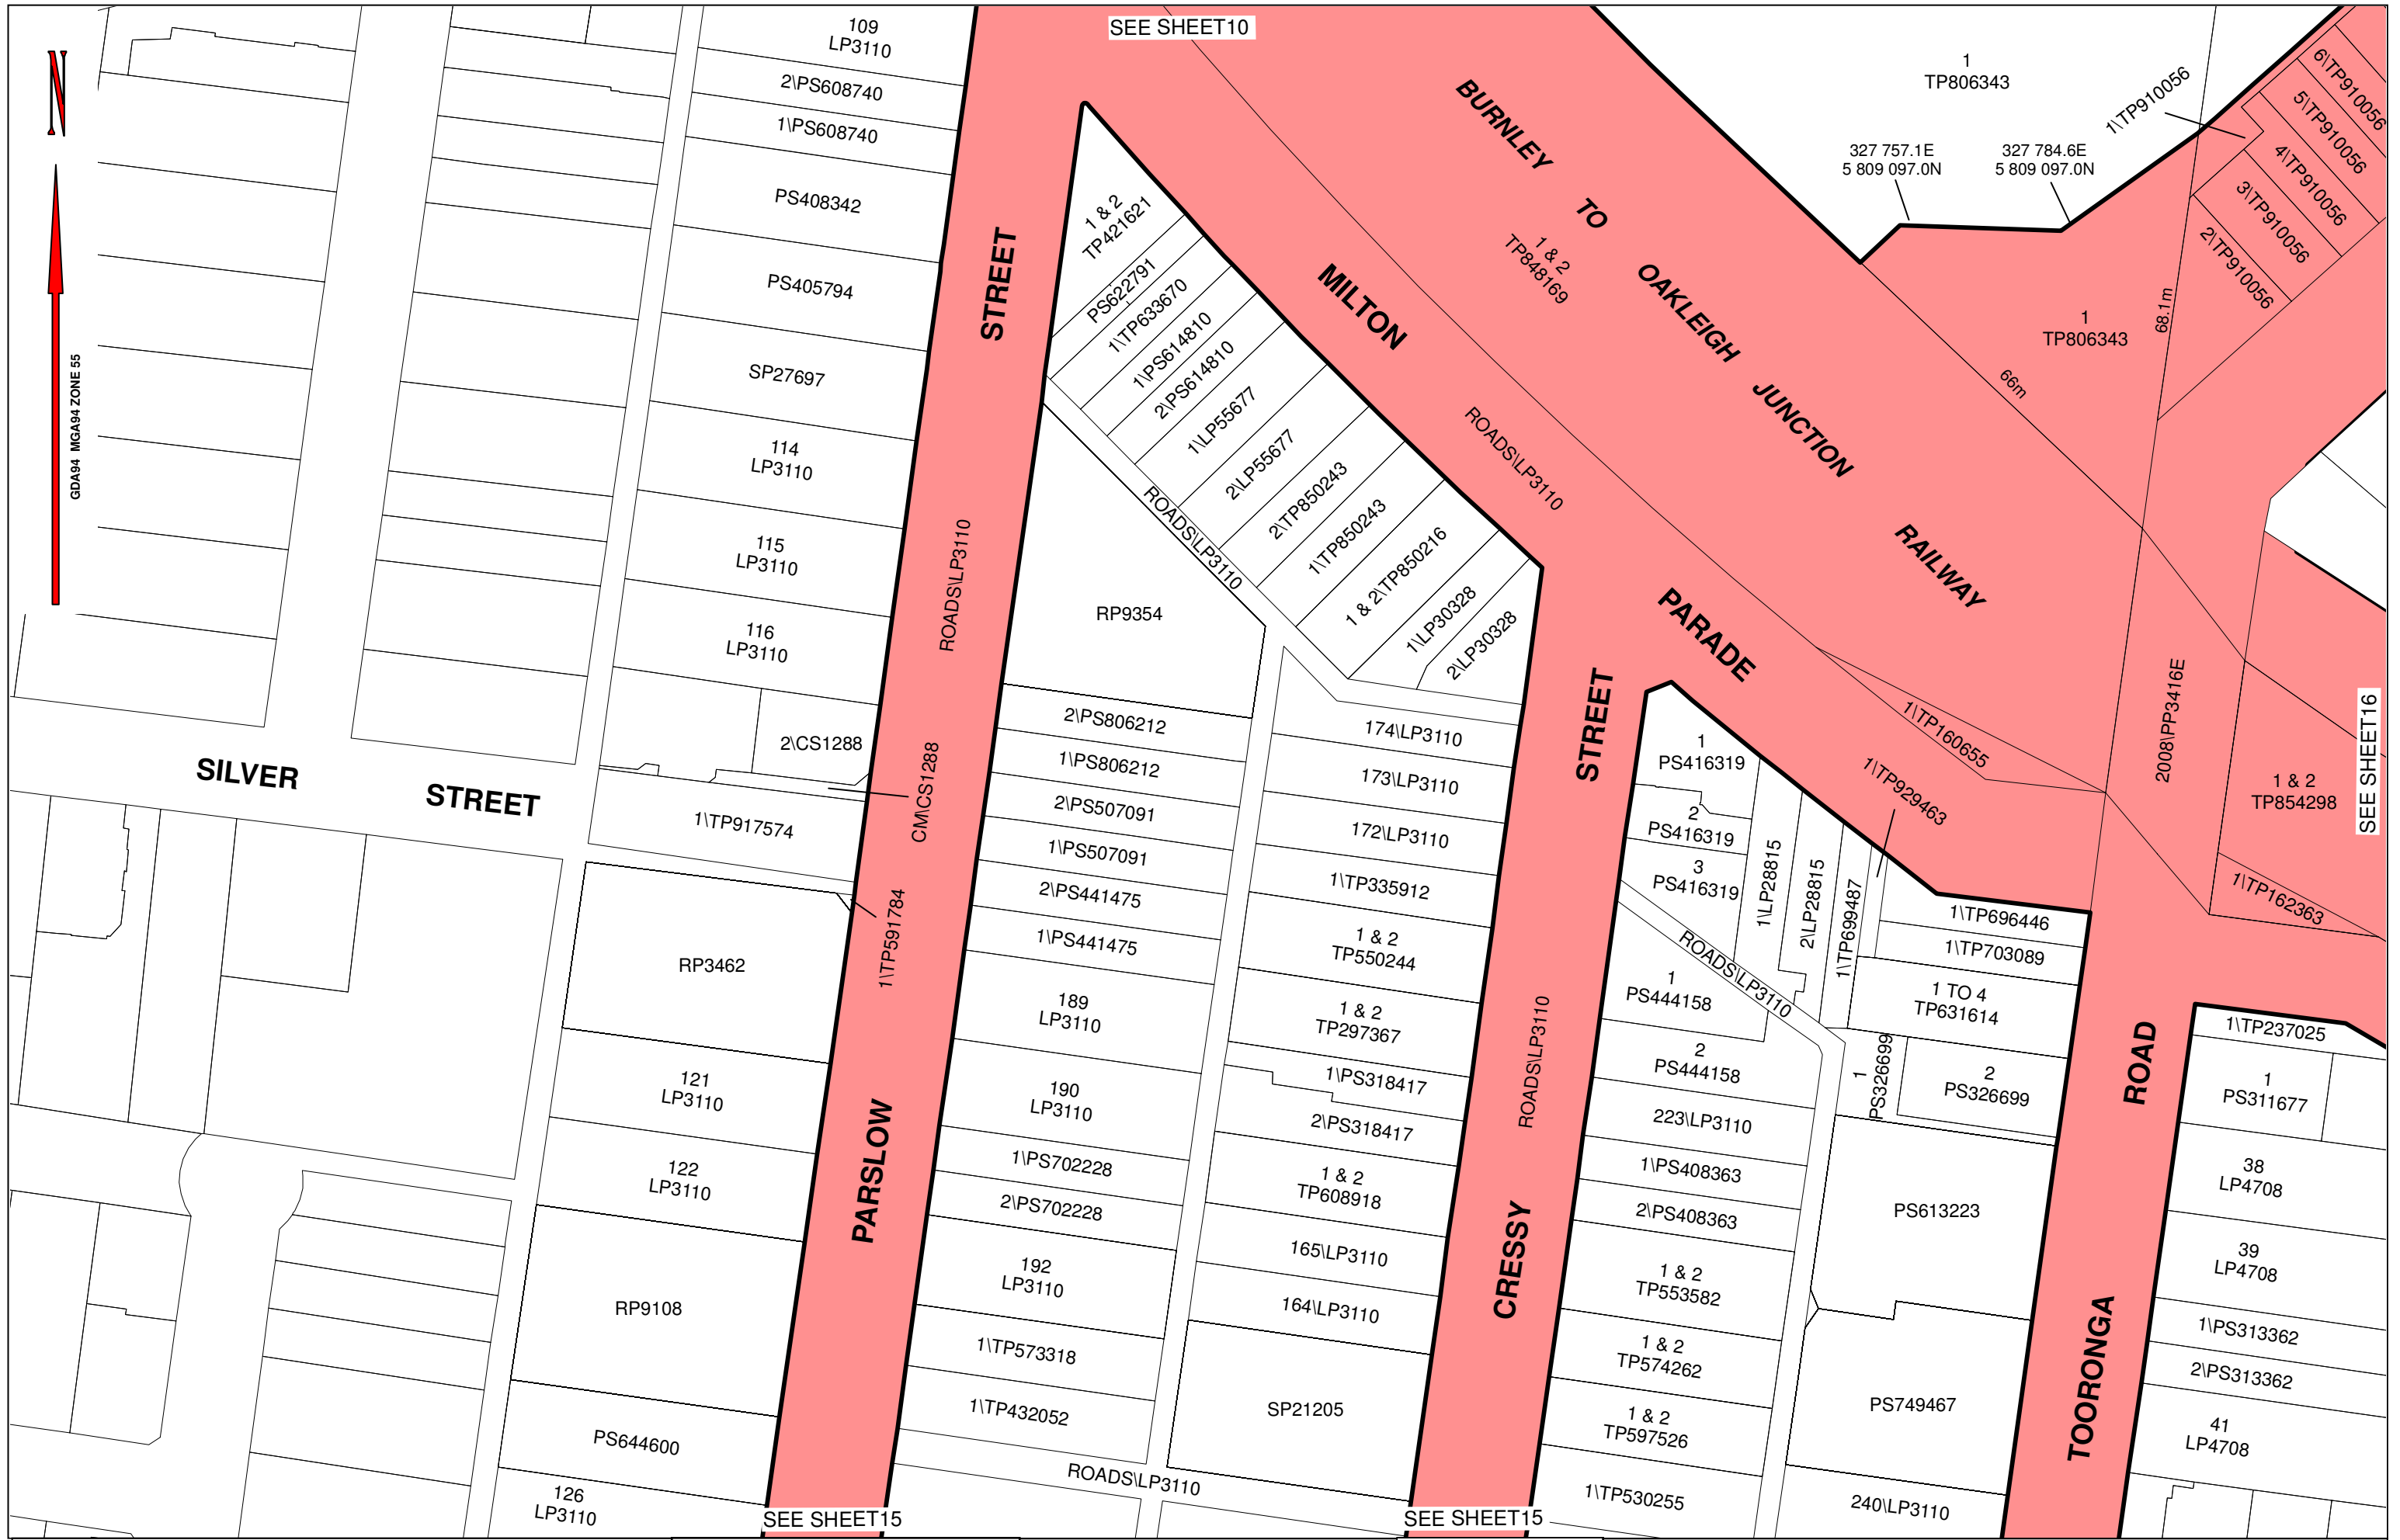 SEE SHEET10
N
GDA94 MGA94 ZONE 55
109
LP3110
2\PS608740
1\PS608740
PS408342
PS405794
SP27697
114
LP3110
115
LP3110
116
LP3110
2\CS1288
1\TP917574
SILVER STREET
RP3462
121
LP3110
122
LP3110
RP9108
PS644600
126
LP3110
STREET
ROADS\LP3110
CM\CS1288
1\TP591784
PARSLOW
SEE SHEET15
1 & 2
TP421621
PS622791
1\TP633670
1\PS614810
2\PS614810
1\LP55677
2\LP55677
2\TP850243
1\TP850243
1 & 2\TP850216
1\LP30328
2\LP30328
ROADS\LP3110
RP9354
2\PS806212
1\PS806212
2\PS507091
1\PS507091
2\PS441475
1\PS441475
189
LP3110
190
LP3110
1\PS702228
2\PS702228
192
LP3110
1\TP573318
1\TP432052
ROADS\LP3110
174\LP3110
173\LP3110
172\LP3110
1\TP335912
1 & 2
TP550244
1 & 2
TP297367
1\PS318417
2\PS318417
1 & 2
TP608918
165\LP3110
164\LP3110
SP21205
STREET
ROADS\LP3110
CRESSY
SEE SHEET15
MILTON
ROADS\LP3110
PARADE
BURNLEY TO OAKLEIGH JUNCTION RAILWAY
1 & 2
TP848169
1
TP806343
1\TP910056
327 757.1E
5 809 097.0N
327 784.6E
5 809 097.0N
6\TP910056
5\TP910056
4\TP910056
3\TP910056
2\TP910056
1
TP806343
68.1m
66m
2008\PP3416E
1\TP160655
1\TP929463
1 & 2
TP854298
SEE SHEET16
1\TP162363
1
PS416319
2
PS416319
3
PS416319
1\LP28815
2\LP28815
1\TP699487
1\TP696446
1\TP703089
1 TO 4
TP631614
ROADS\LP3110
1
PS444158
2
PS444158
1
PS326699
2
PS326699
223\LP3110
1\PS408363
2\PS408363
1 & 2
TP553582
1 & 2
TP574262
1 & 2
TP597526
1\TP530255
PS613223
PS749467
240\LP3110
ROAD
TOORONGA
1\TP237025
1
PS311677
38
LP4708
39
LP4708
1\PS313362
2\PS313362
41
LP4708